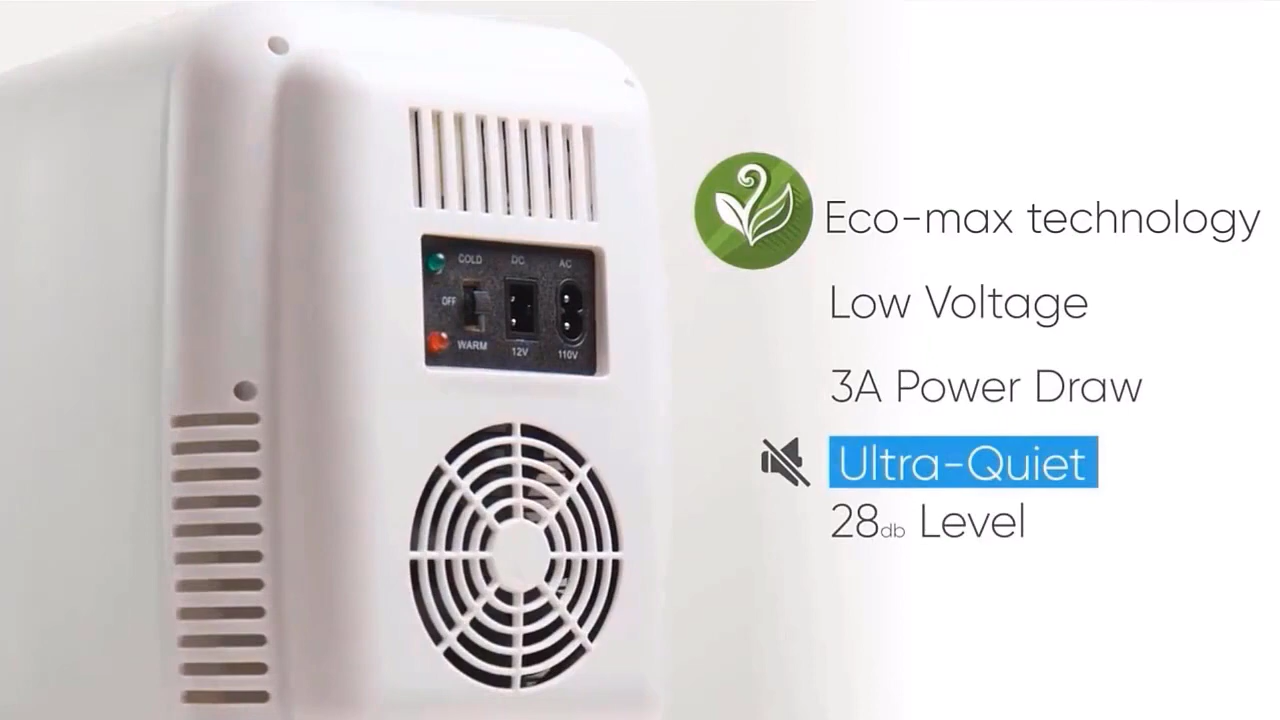 COLD DC AC
OFF
WARM 12V 110V
Eco-max technology
Low Voltage
3A Power Draw
Ultra-Quiet
28db Level